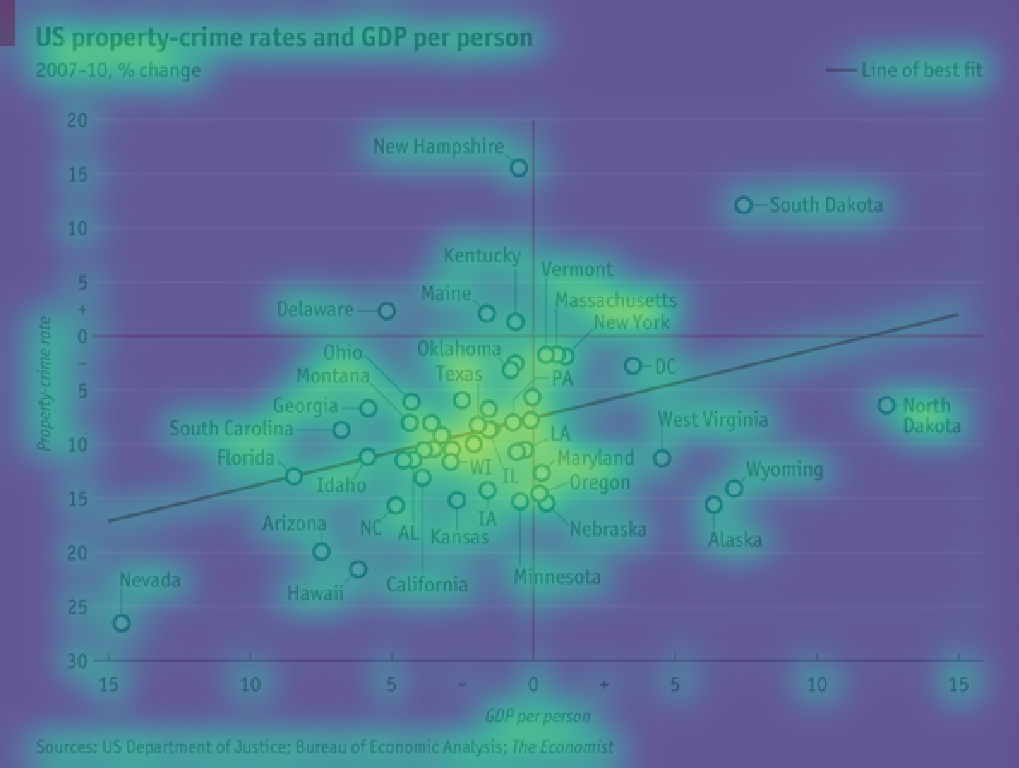 US property-crime rates and GDP per person
2007-10, % change
Line of best fit
20
New Hampshire
15
South Dakota
10
Kentucky
Vermont
5
Maine
Massachusetts
Delaware
+
New York
0
Ohio
Oklahoma
–
Montana
Texas
PA
DC
5
Georgia
North
Dakota
South Carolina
West Virginia
10
LA
Florida
WI
Maryland
Wyoming
Idaho
IL
Oregon
15
Arizona
NC
AL
Kansas
IA
Nebraska
Alaska
20
Nevada
Hawaii
California
Minnesota
25
30
Property-crime rate
15 10 5 – 0 + 5 10 15
GDP per person
Sources: US Department of Justice; Bureau of Economic Analysis; The Economist